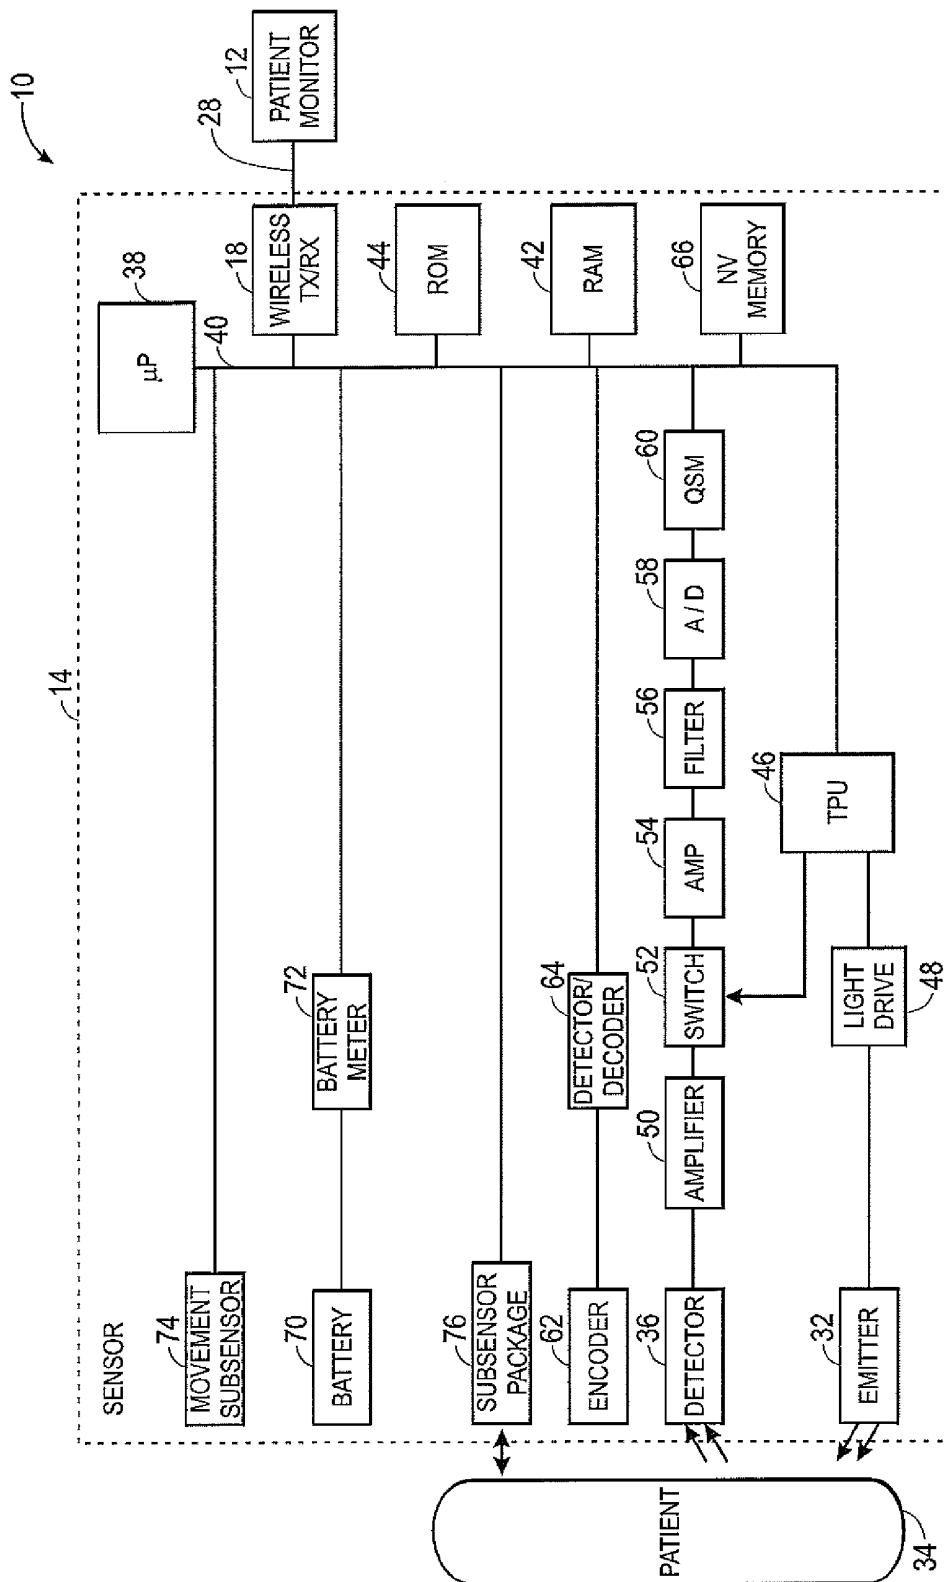 10
14
SENSOR
38
μP
40
18
WIRELESS
TX/RX
28
12
PATIENT
MONITOR
74
MOVEMENT
SUBSENSOR
44
ROM
70
BATTERY
72
BATTERY
METER
42
RAM
76
SUBSENSOR
PACKAGE
66
NV
MEMORY
62
ENCODER
64
DETECTOR/
DECODER
36
DETECTOR
50
AMPLIFIER
52
SWITCH
54
AMP
56
FILTER
58
A / D
60
QSM
46
TPU
32
EMITTER
LIGHT
DRIVE
48
PATIENT
34